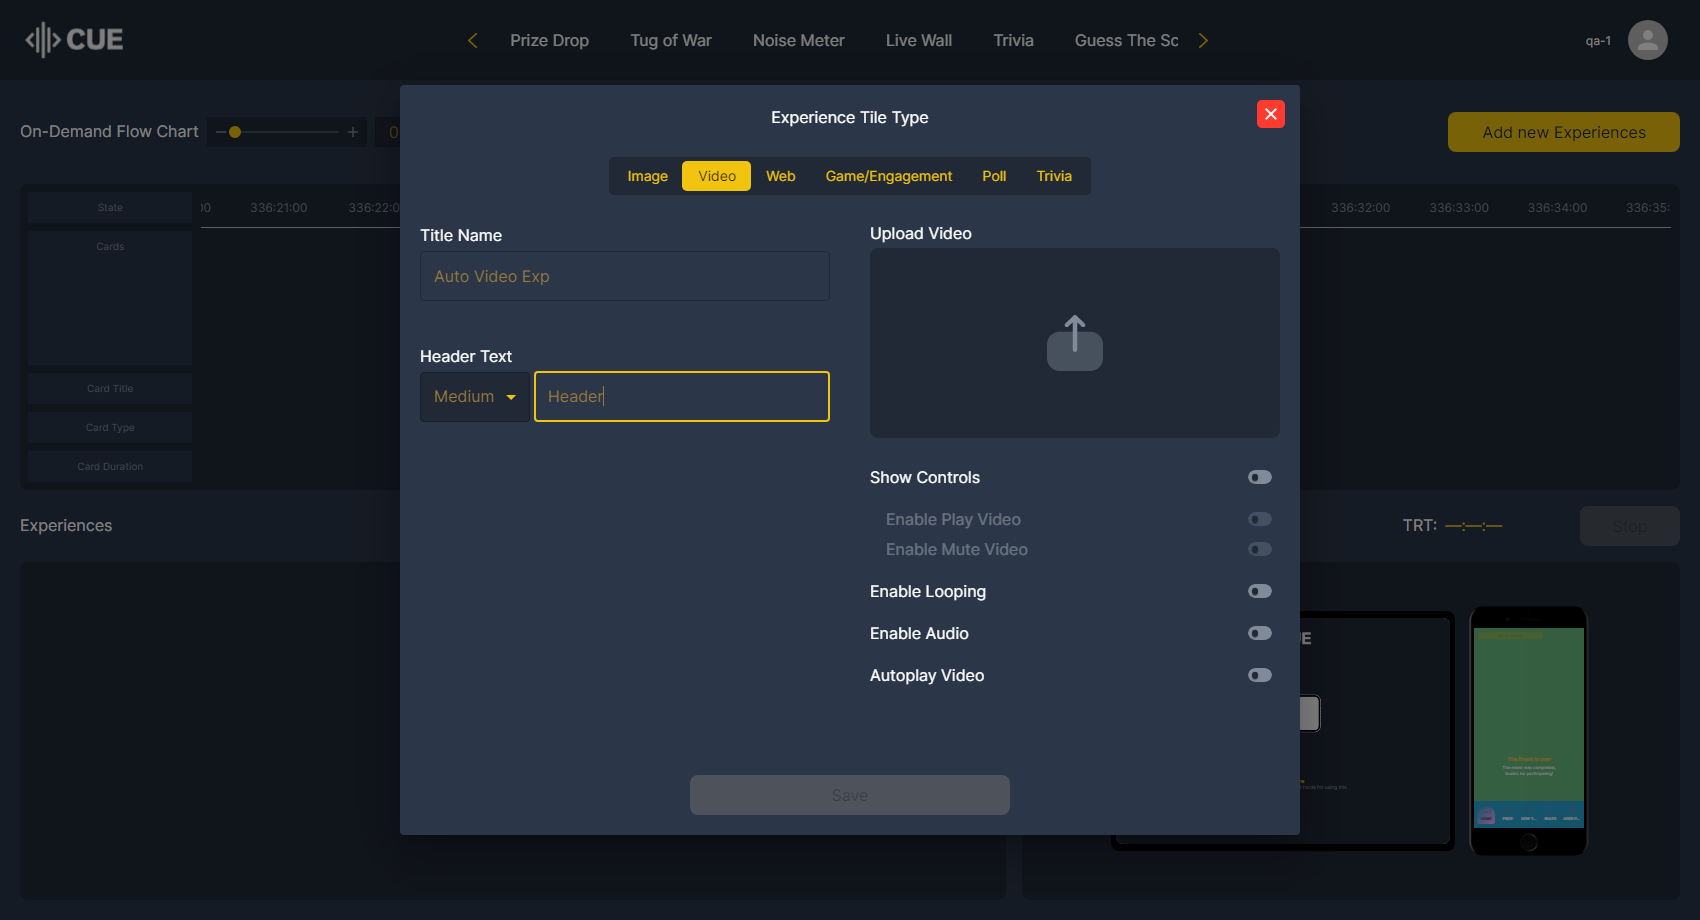 CUE
Prize Drop
Tug of War
Noise Meter
Live Wall
Trivia
Guess The Sc
qa-1
On-Demand Flow Chart
0
Add new Experiences
Experience Tile Type
Image
Video
Web
Game/Engagement
Poll
Trivia
State
00
336:21:00
336:22:0
336:32:00
336:33:00
336:34:00
336:35:
Cards
Card Title
Card Type
Card Duration
Title Name
Auto Video Exp
Header Text
Medium
Header
Upload Video
Show Controls
Enable Play Video
Enable Mute Video
Enable Looping
Enable Audio
Autoplay Video
Save
Experiences
TRT: —:—:—
Stop
UE